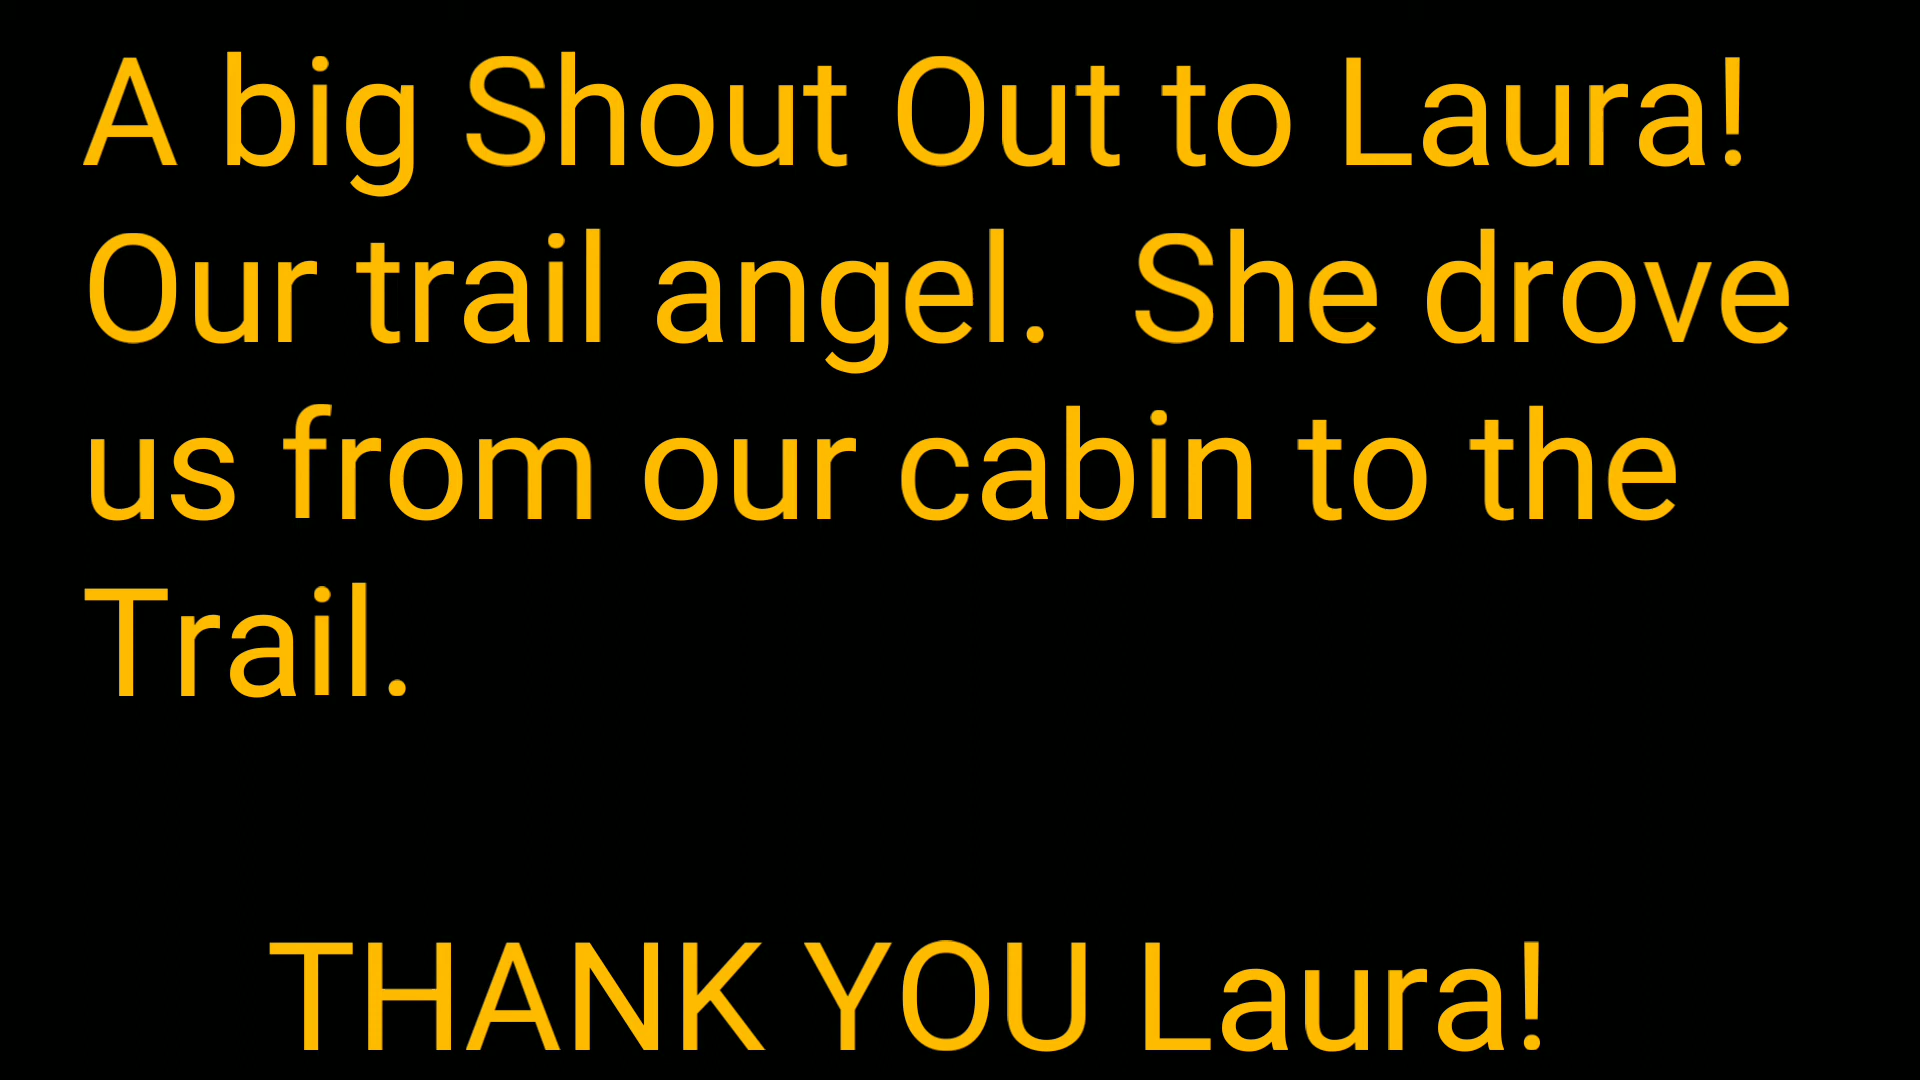 A big Shout Out to Laura!
Our trail angel.  She drove
us from our cabin to the
Trail.
THANK YOU Laura!